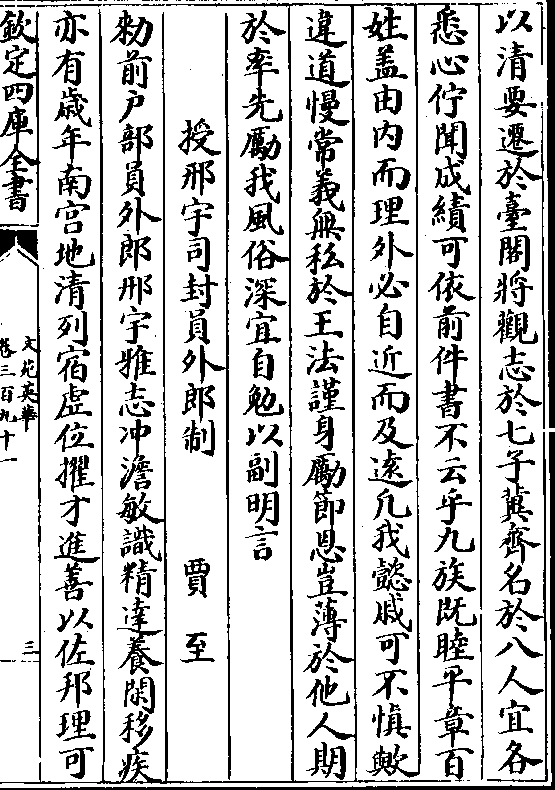 以清要遷於臺閣將觀志於七子冀齊名於八人宜各
悉心佇聞成績可依前件書不云乎九族既睦平章百
姓盖由内而理外必自近而及逺凡我懿戚可不慎歟
違道慢常義無私於王法謹身勵節恩豈薄於他人期
於率先勵我風俗深宜自勉以副明言
授邢宇司封員外郎制 賈至
勑前户部員外郎邢宇雅志冲澹敏識精達養閑移疾
亦有歲年南宫地清列宿虚位擢才進善以佐邦理可
欽定四庫全書
文苑英華
卷三百九十一
三